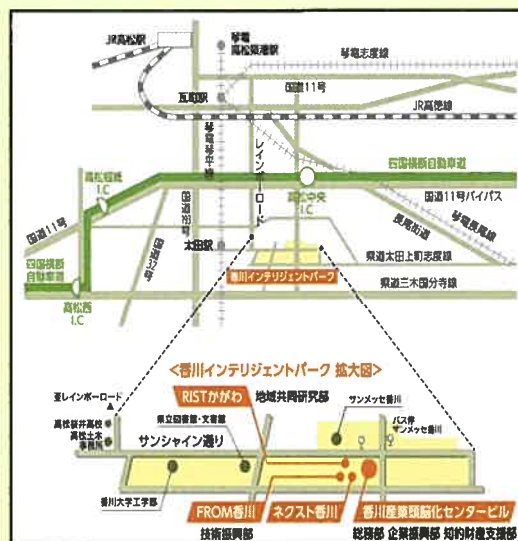 JR高松駅
琴電
高松築港駅
琴電志度線
国道11号
瓦町駅
JR高徳線
琴電琴平線
レインボーロード
四国横断自動車道
高松檀紙
I.C
高松中央
I.C
国道11号バイパス
国道11号
国道193号
長尾街道
琴電長尾線
太田駅
県道太田上町志度線
四国横断
自動車道
香川インテリジェントパーク
県道三木国分寺線
高松西
I.C
<香川インテリジェントパーク 拡大図>
至レインボーロード
RISTかがわ
地域共同研究部
サンメッセ香川
高松桜井高校
高松土木
事務所
県立図書館・文書館
サンシャイン通り
バス停
サンメッセ香川
香川大学工学部
FROM香川
ネクスト香川
香川産業頭脳化センタービル
技術振興部
総務部 企業振興部 知的財産支援部